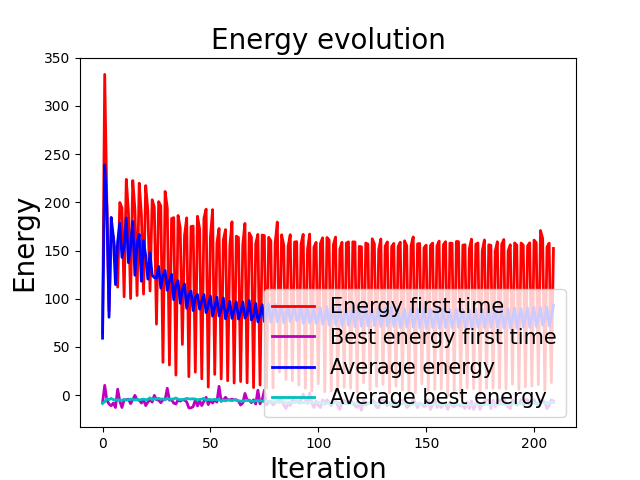 Energy evolution
350
300
250
200
150
100
50
0
Energy
0 50 100 150 200
Iteration
Energy first time
Best energy first time
Average energy
Average best energy